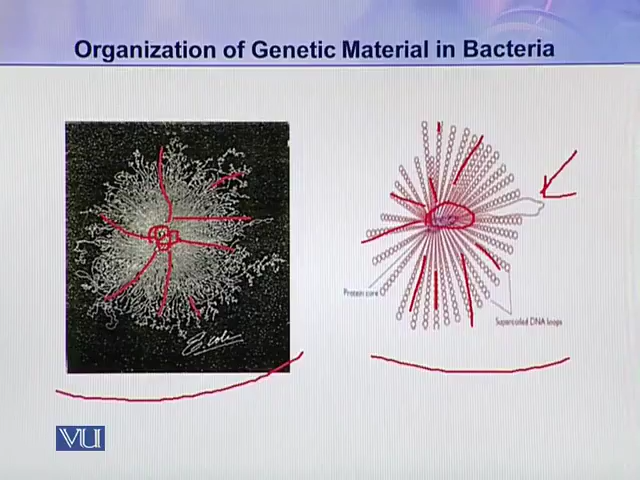 Organization of Genetic Material in Bacteria
E. coli
Protein core
Supercoiled DNA loops
VU